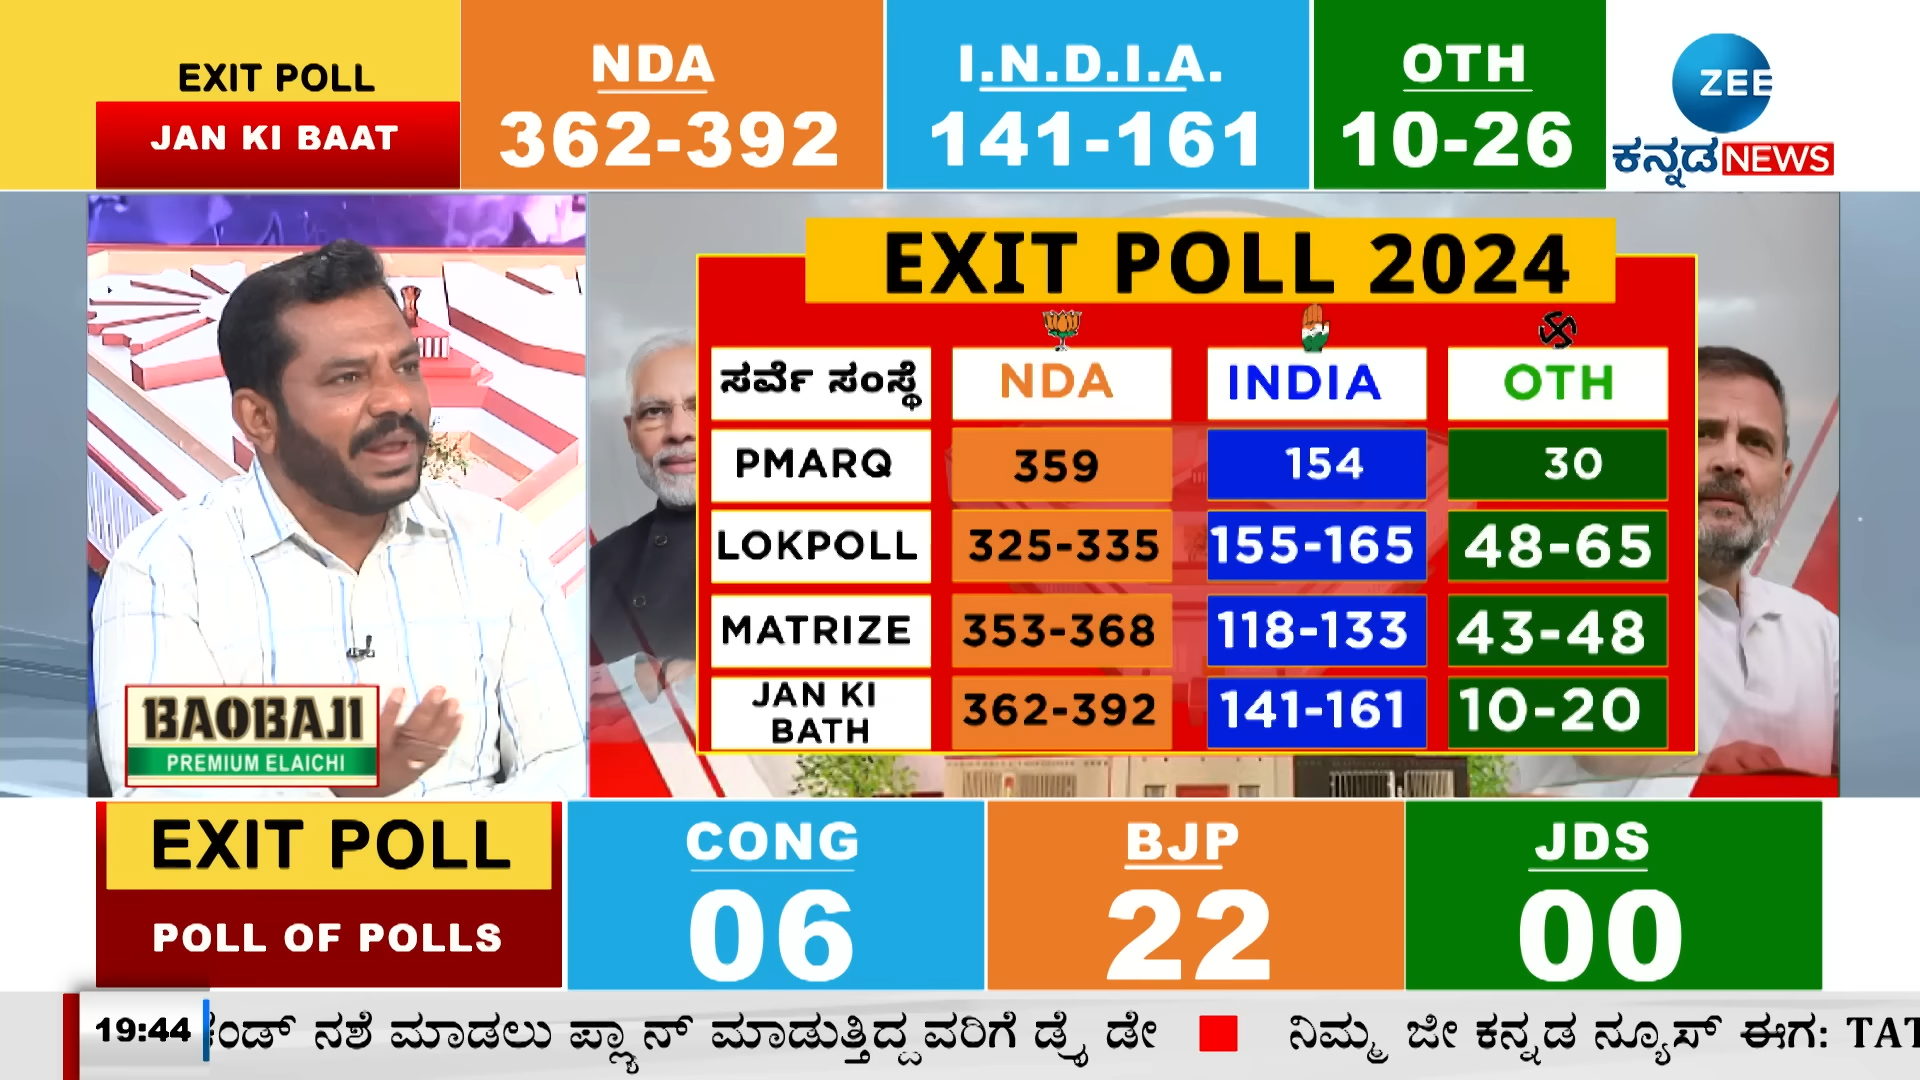 EXIT POLL
JAN KI BAAT
NDA
362-392
I.N.D.I.A.
141-161
OTH
10-26
ZEE
ಕನ್ನಡ NEWS
EXIT POLL 2024
ಸರ್ವೆ ಸಂಸ್ಥೆ NDA INDIA OTH
PMARQ 359 154 30
LOKPOLL 325-335 155-165 48-65
MATRIZE 353-368 118-133 43-48
JAN KI BATH 362-392 141-161 10-20
BAOBAJI
PREMIUM ELAICHI
EXIT POLL
POLL OF POLLS
CONG
06
BJP
22
JDS
00
19:44 ನಶೆ ಮಾಡಲು ಪ್ಲ್ಯಾನ್ ಮಾಡುತ್ತಿದ್ದವರಿಗೆ ಡ್ರೈ ಡೇ ನಿಮ್ಮ ಜೀ ಕನ್ನಡ ನ್ಯೂಸ್ ಈಗ: TAT